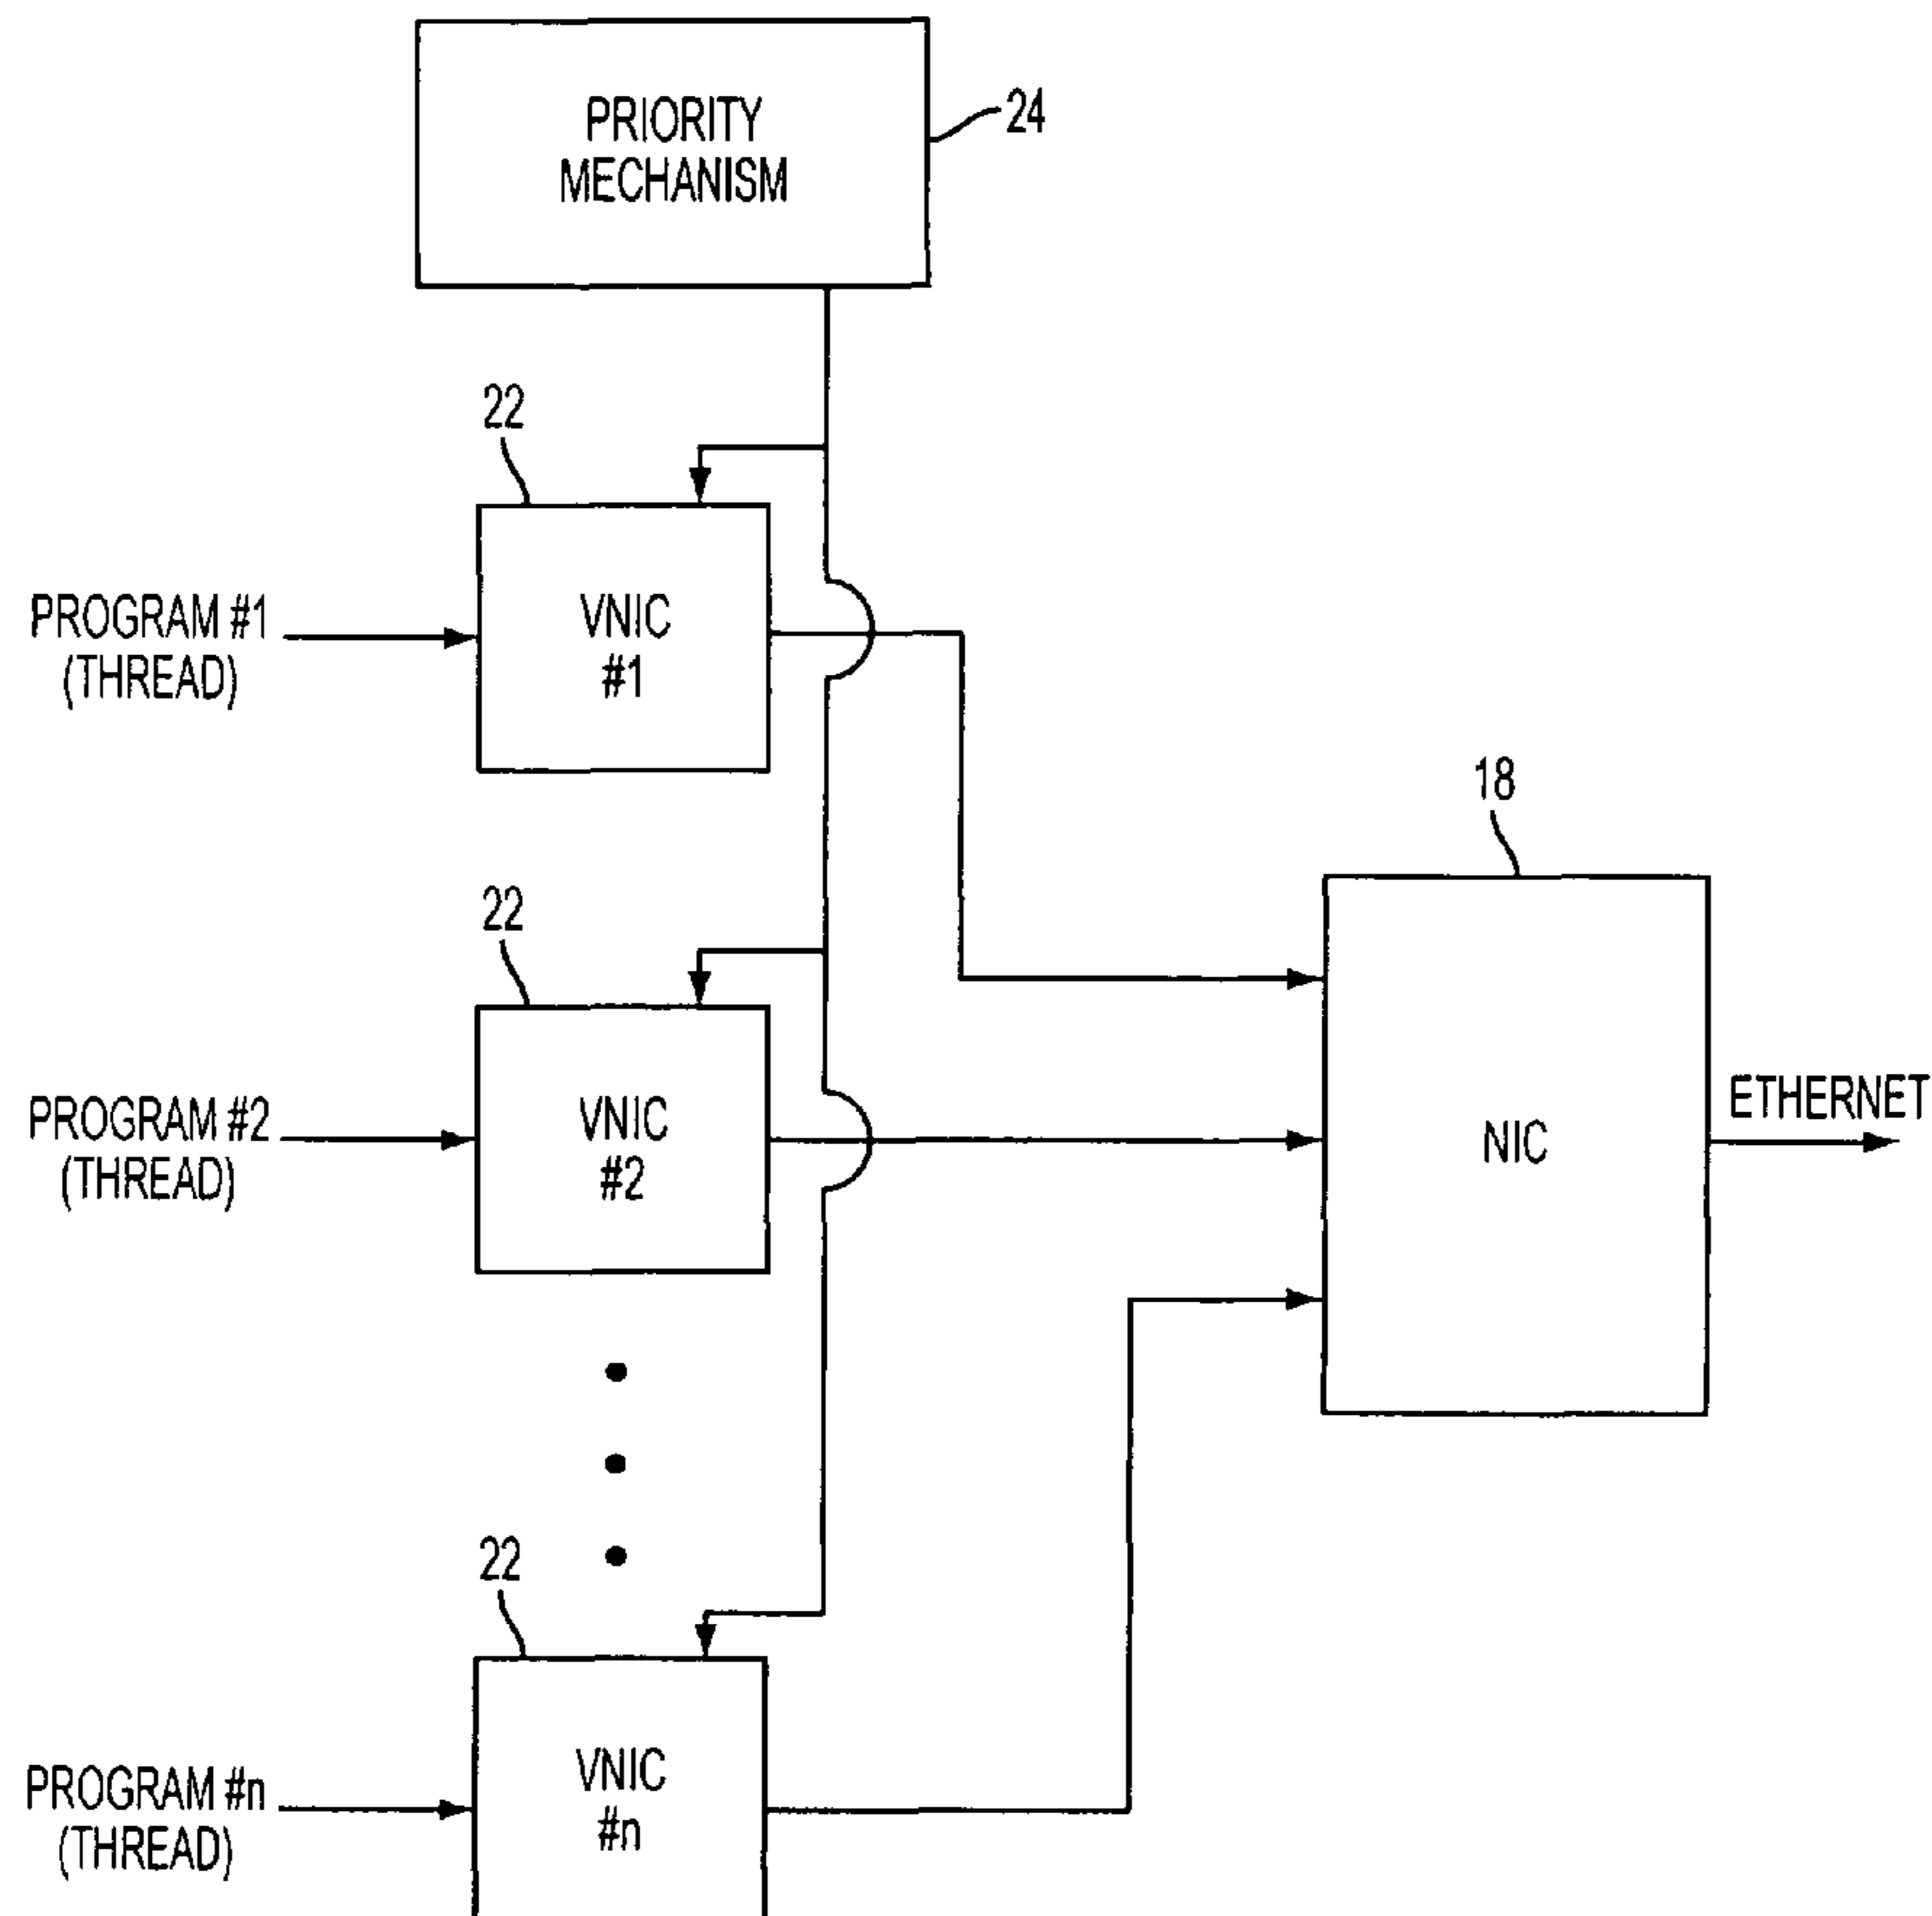 PRIORITY
MECHANISM
24
22
PROGRAM #1
(THREAD)
VNIC
#1
18
22
PROGRAM #2
(THREAD)
VNIC
#2
NIC
ETHERNET
22
PROGRAM #n
(THREAD)
VNIC
#n